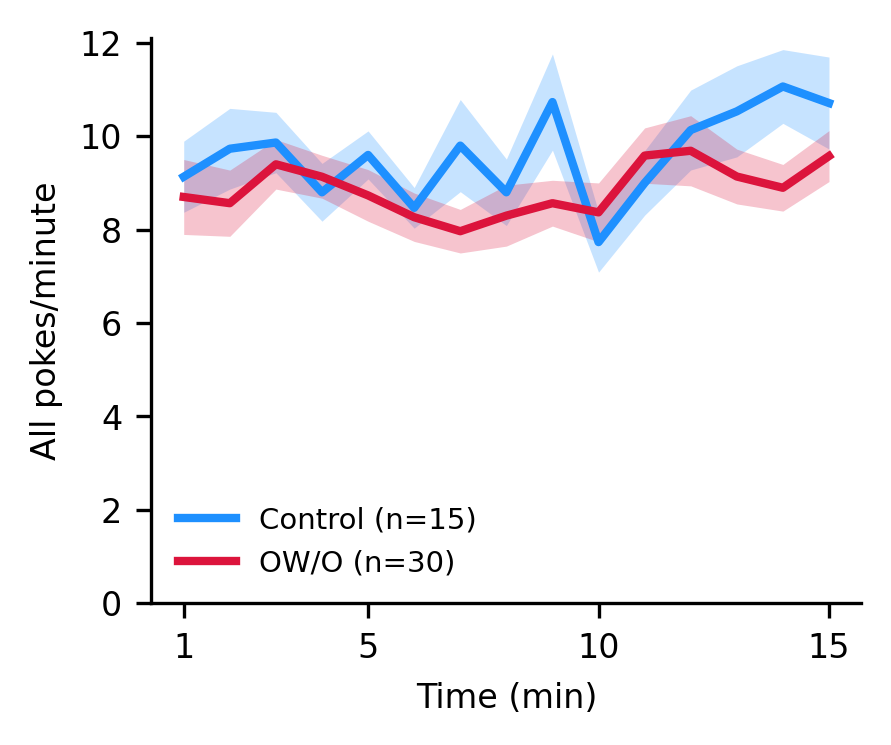 12
10
8
6
4
2
0
All pokes/minute
Control (n=15)
OW/O (n=30)
1 5 10 15
Time (min)